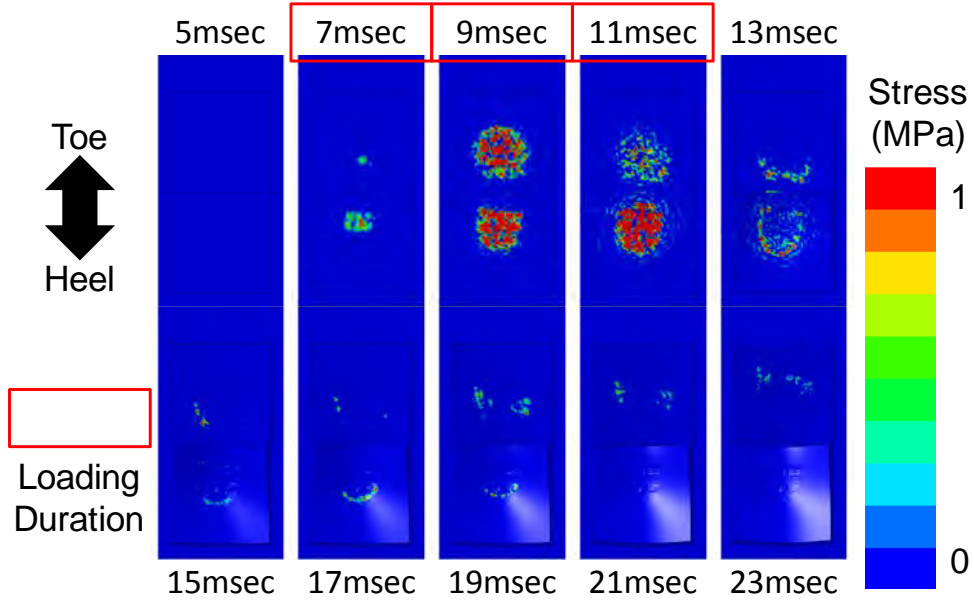 5msec 7msec 9msec 11msec 13msec
Toe
Heel
Stress
(MPa)
1
0
Loading
Duration
15msec 17msec 19msec 21msec 23msec